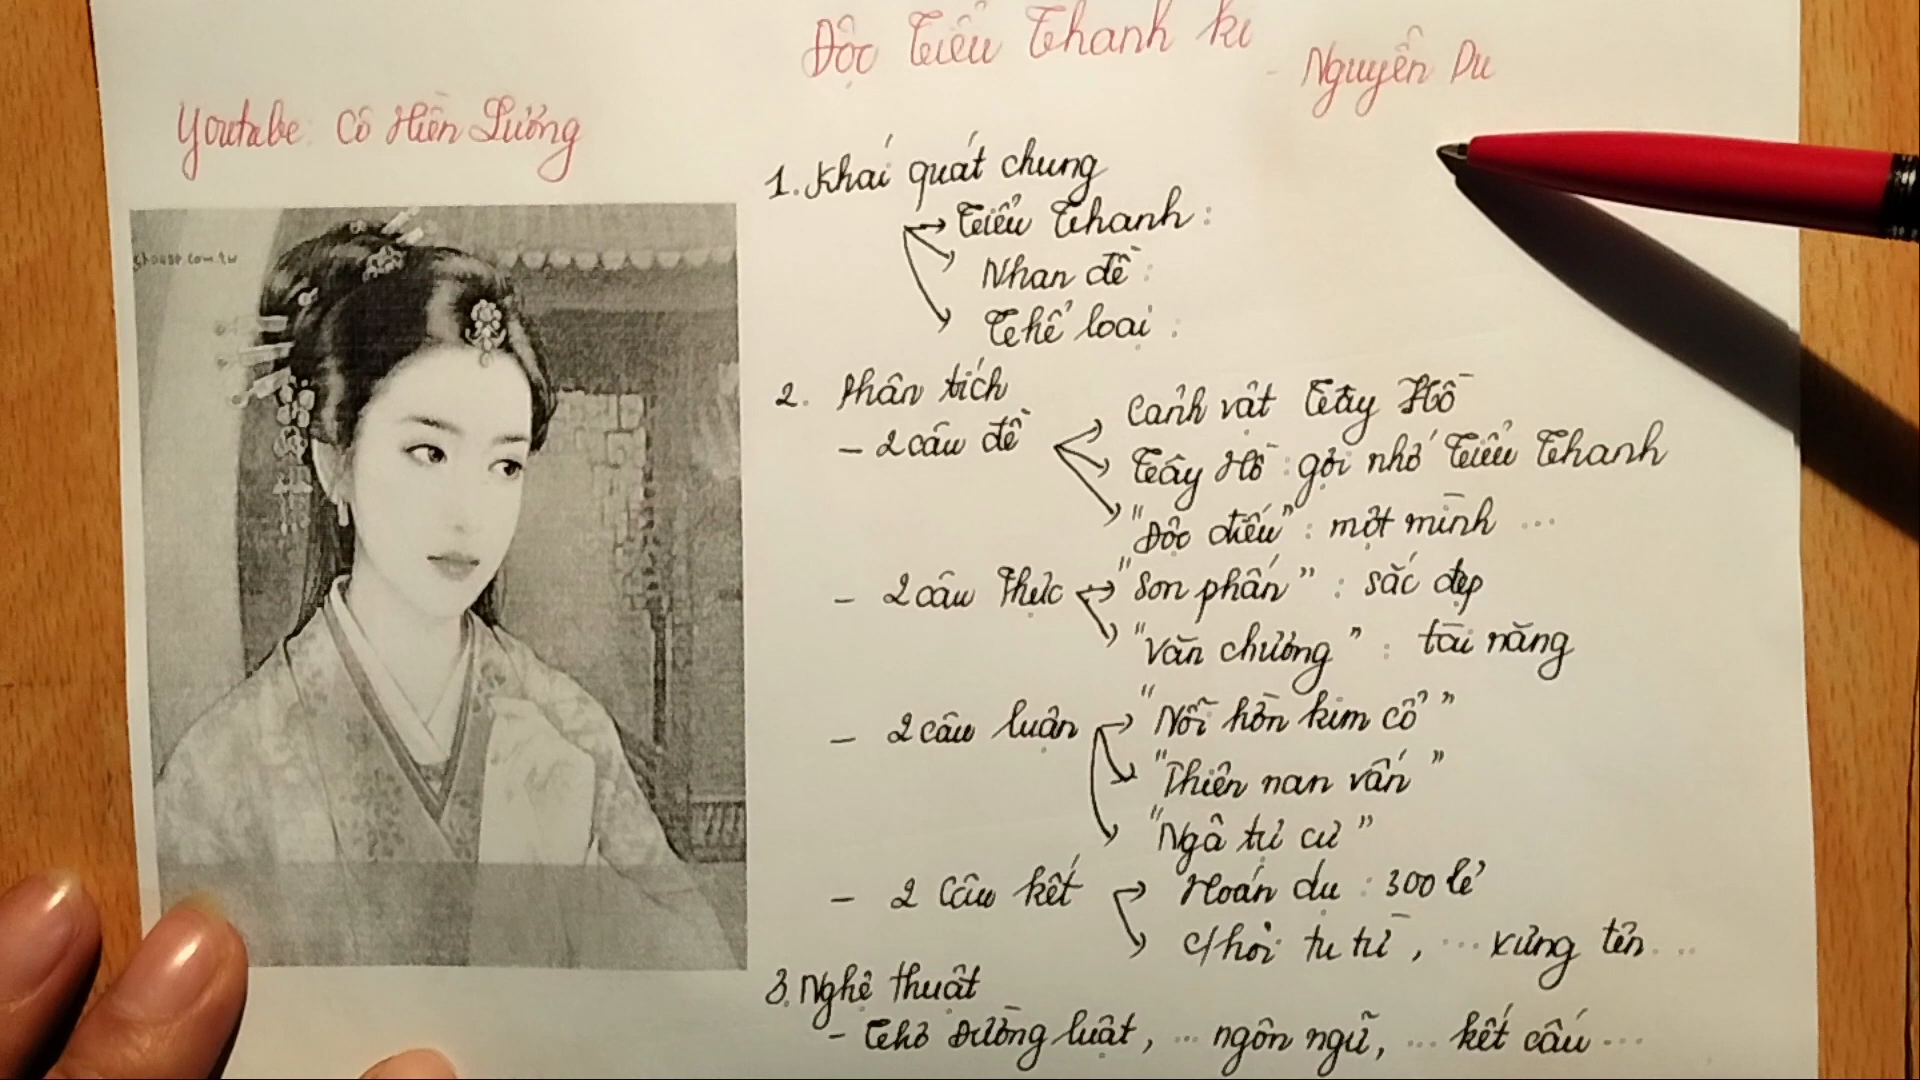 Độc Tiểu Thanh kí
- Nguyễn Du
Youtube: Cô Hiền Lương
1. Khái quát chung
→ Tiểu Thanh:
Nhan đề:
Thể loại:
2. Phân tích
- 2 câu đề → Cảnh vật Tây Hồ
Tây Hồ: gợi nhớ Tiểu Thanh
"Độc điếu": một mình ...
- 2 câu thực → "Son phấn": sắc đẹp
"Văn chương": tài năng
- 2 câu luận → "Nỗi hờn kim cổ"
"Thiên nan vấn"
"Ngã tự cư"
- 2 câu kết → Hoán dụ: 300 lẻ
c/hỏi tu từ, ... xưng tên ...
3. Nghệ thuật
- Thơ Đường luật, ... ngôn ngữ, ... kết cấu ...